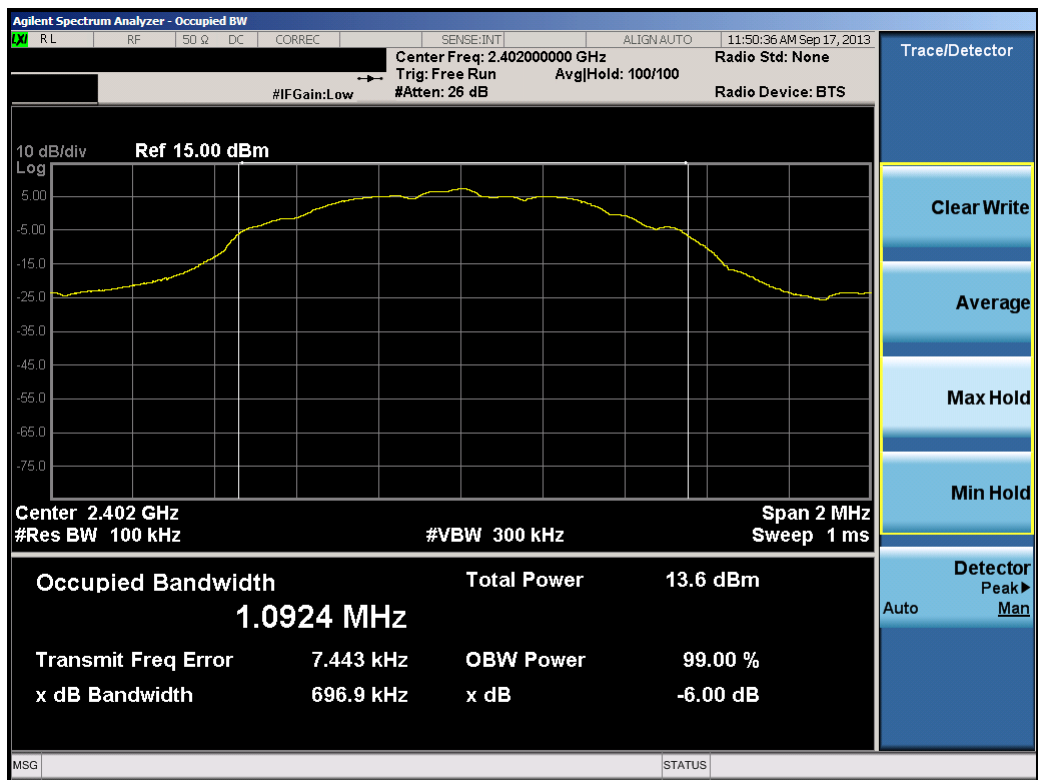 Agilent Spectrum Analyzer - Occupied BW
LXI RL RF 50 Ω DC CORREC SENSE:INT ALIGN AUTO 11:50:36 AM Sep 17, 2013
Center Freq: 2.402000000 GHz Radio Std: None
Trig: Free Run Avg|Hold: 100/100
#IFGain:Low #Atten: 26 dB Radio Device: BTS
10 dB/div Ref 15.00 dBm
Log
5.00
-5.00
-15.0
-25.0
-35.0
-45.0
-55.0
-65.0
-75.0
Center 2.402 GHz Span 2 MHz
#Res BW 100 kHz #VBW 300 kHz Sweep 1 ms
Occupied Bandwidth Total Power 13.6 dBm
1.0924 MHz
Transmit Freq Error 7.443 kHz OBW Power 99.00 %
x dB Bandwidth 696.9 kHz x dB -6.00 dB
MSG STATUS
Trace/Detector
Clear Write
Average
Max Hold
Min Hold
Detector
Peak▶
Auto Man